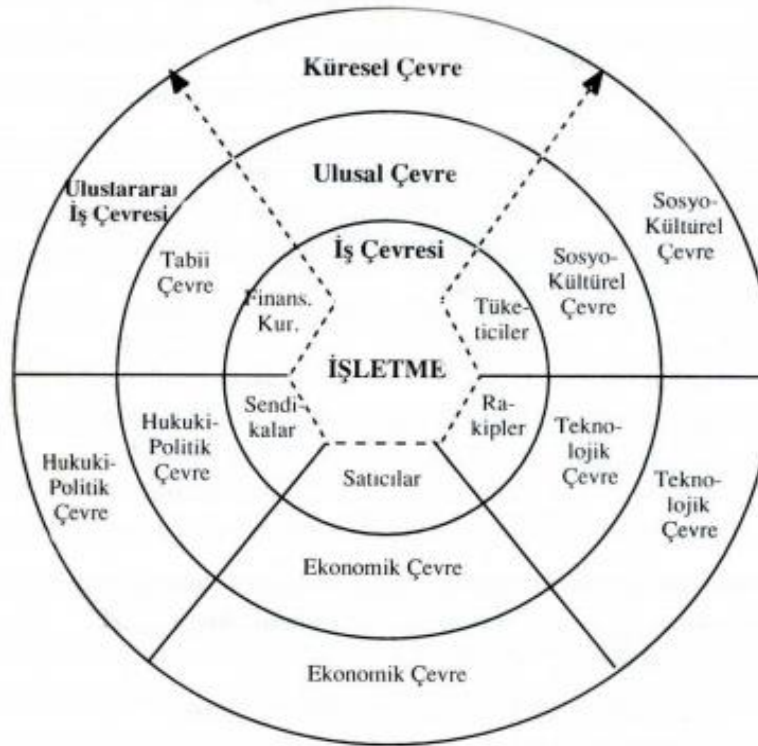 Küresel Çevre
Ulusal Çevre
İş Çevresi
Uluslararası
İş Çevresi
Tabii
Çevre
Finans.
Kur.
Tüke-
ticiler
Sosyo-
Kültürel
Çevre
Sosyo-
Kültürel
Çevre
İŞLETME
Hukuki-
Politik
Çevre
Hukuki-
Politik
Çevre
Sendi-
kalar
Satıcılar
Ra-
kipler
Tekno-
lojik
Çevre
Tekno-
lojik
Çevre
Ekonomik Çevre
Ekonomik Çevre